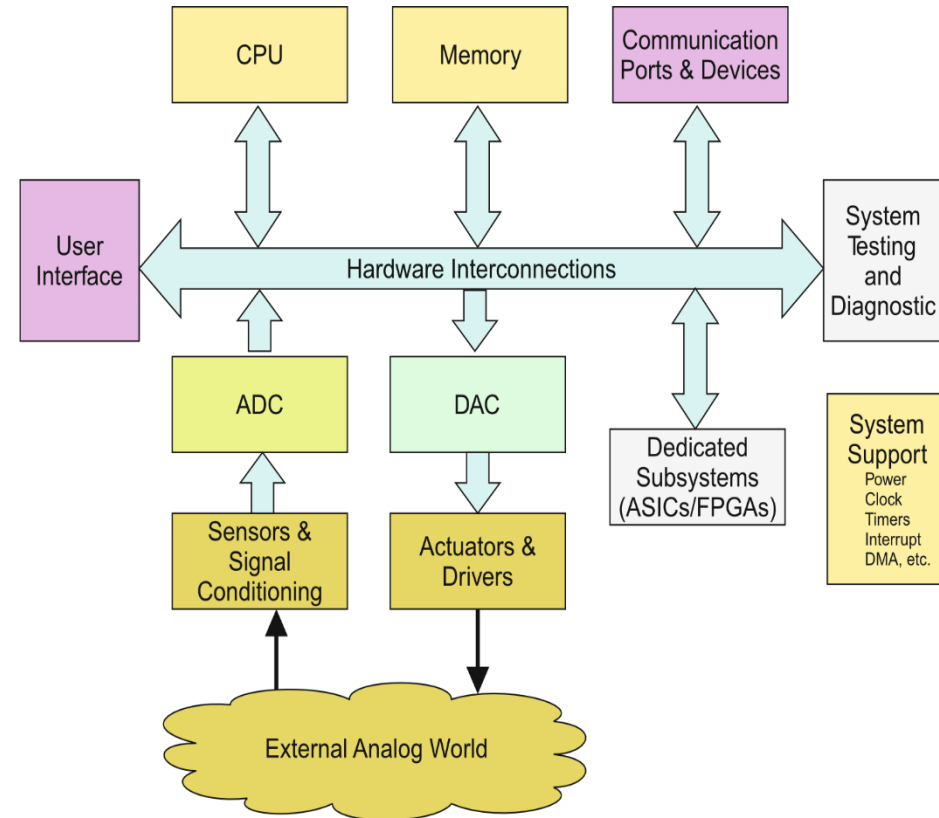 CPU
Memory
Communication
Ports & Devices
User
Interface
Hardware Interconnections
System
Testing
and
Diagnostic
ADC
DAC
Dedicated
Subsystems
(ASICs/FPGAs)
System
Support
Power
Clock
Timers
Interrupt
DMA, etc.
Sensors &
Signal
Conditioning
Actuators &
Drivers
External Analog World